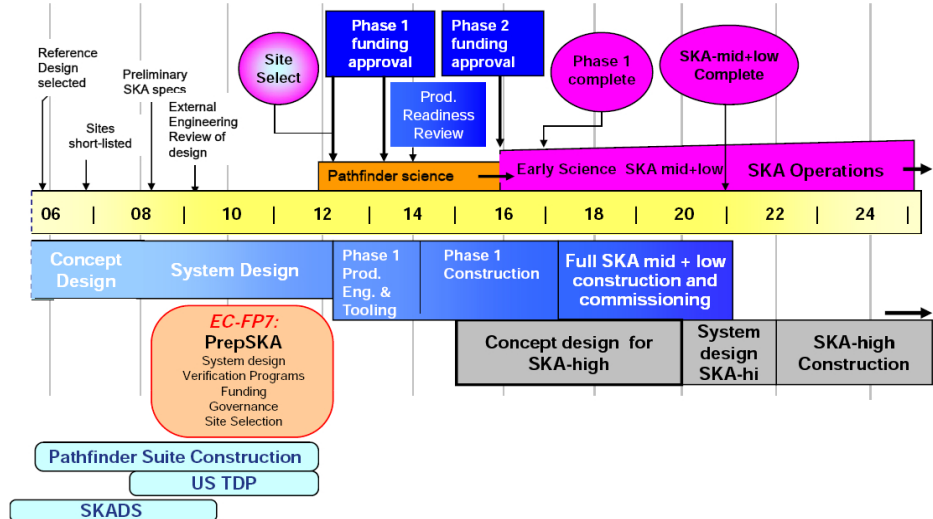 Reference
Design
selected
Sites
short-listed
Preliminary
SKA specs
External
Engineering
Review of
design
Site
Select
Phase 1
funding
approval
Prod.
Readiness
Review
Phase 2
funding
approval
Phase 1
complete
SKA-mid+low
Complete
Pathfinder science
Early Science SKA mid+low
SKA Operations
06 | 08 | 10 | 12 | 14 | 16 | 18 | 20 | 22 | 24 |
Concept
Design
System Design
Phase 1
Prod.
Eng. &
Tooling
Phase 1
Construction
Full SKA mid + low
construction and
commissioning
EC-FP7:
PrepSKA
System design
Verification Programs
Funding
Governance
Site Selection
Concept design for
SKA-high
System
design
SKA-hi
SKA-high
Construction
Pathfinder Suite Construction
US TDP
SKADS